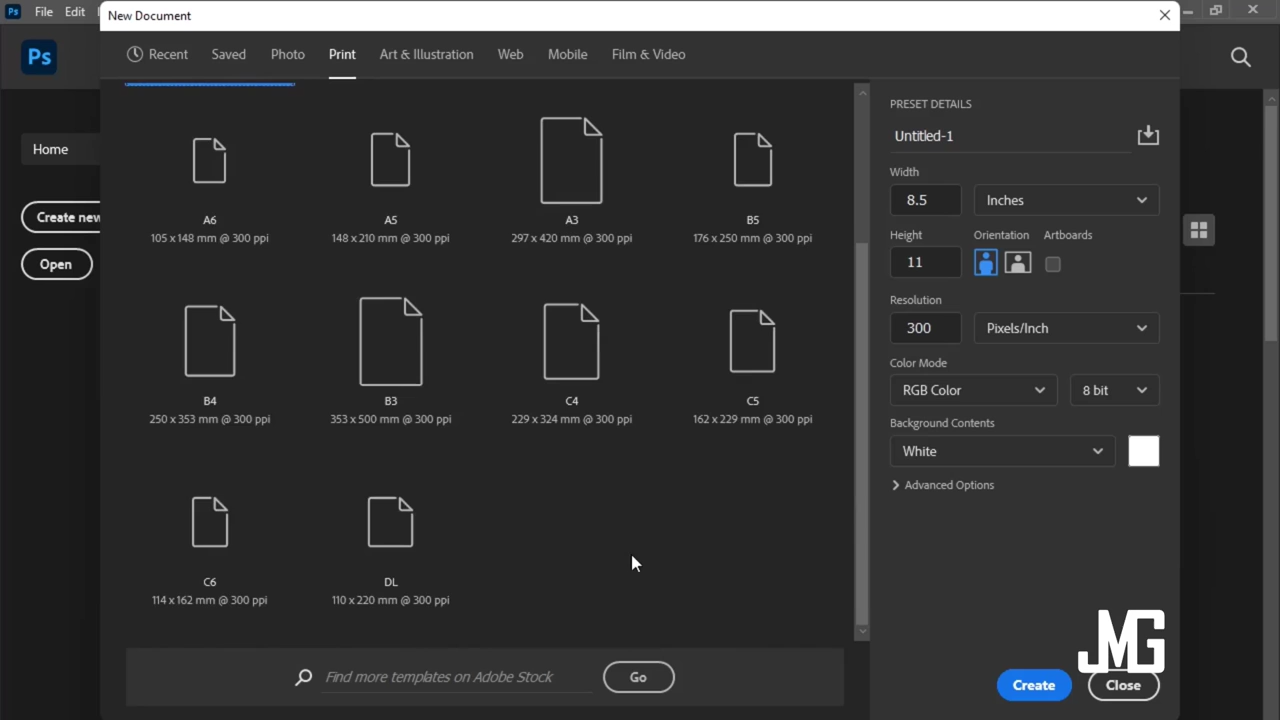 Ps File Edit
New Document
Ps
Recent Saved Photo Print Art & Illustration Web Mobile Film & Video
Home
Create new
Open
A6 A5 A3 B5
105 x 148 mm @ 300 ppi 148 x 210 mm @ 300 ppi 297 x 420 mm @ 300 ppi 176 x 250 mm @ 300 ppi
B4 B3 C4 C5
250 x 353 mm @ 300 ppi 353 x 500 mm @ 300 ppi 229 x 324 mm @ 300 ppi 162 x 229 mm @ 300 ppi
C6 DL
114 x 162 mm @ 300 ppi 110 x 220 mm @ 300 ppi
Find more templates on Adobe Stock Go
PRESET DETAILS
Untitled-1
Width
8.5 Inches
Height Orientation Artboards
11
Resolution
300 Pixels/Inch
Color Mode
RGB Color 8 bit
Background Contents
White
Advanced Options
JMG
Create Close